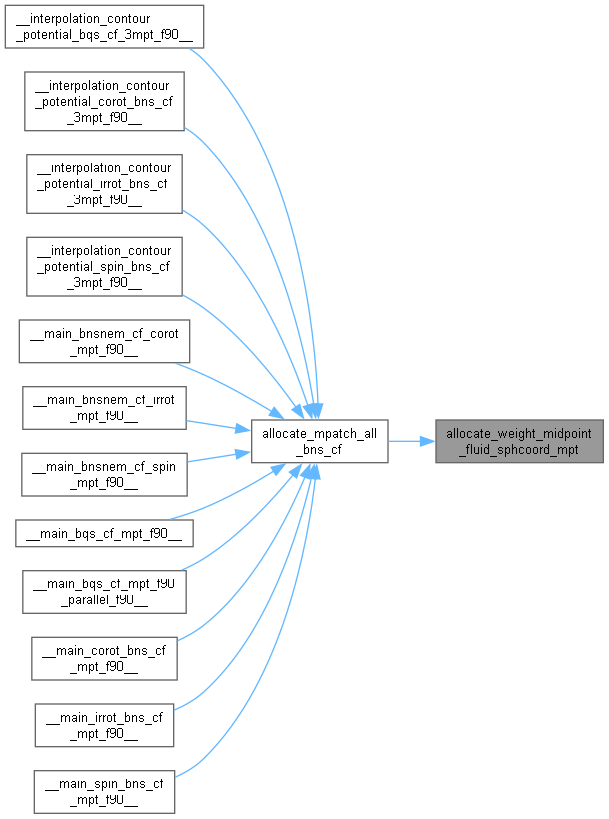 __interpolation_contour
_potential_bqs_cf_3mpt_f90__
__interpolation_contour
_potential_corot_bns_cf
_3mpt_f90__
__interpolation_contour
_potential_irrot_bns_cf
_3mpt_f90__
__interpolation_contour
_potential_spin_bns_cf
_3mpt_f90__
__main_bnsnem_cf_corot
_mpt_f90__
__main_bnsnem_cf_irrot
_mpt_f90__
__main_bnsnem_cf_spin
_mpt_f90__
__main_bqs_cf_mpt_f90__
__main_bqs_cf_mpt_f90
_parallel_f90__
__main_corot_bns_cf
_mpt_f90__
__main_irrot_bns_cf
_mpt_f90__
__main_spin_bns_cf
_mpt_f90__
allocate_mpatch_all
_bns_cf
allocate_weight_midpoint
_fluid_sphcoord_mpt